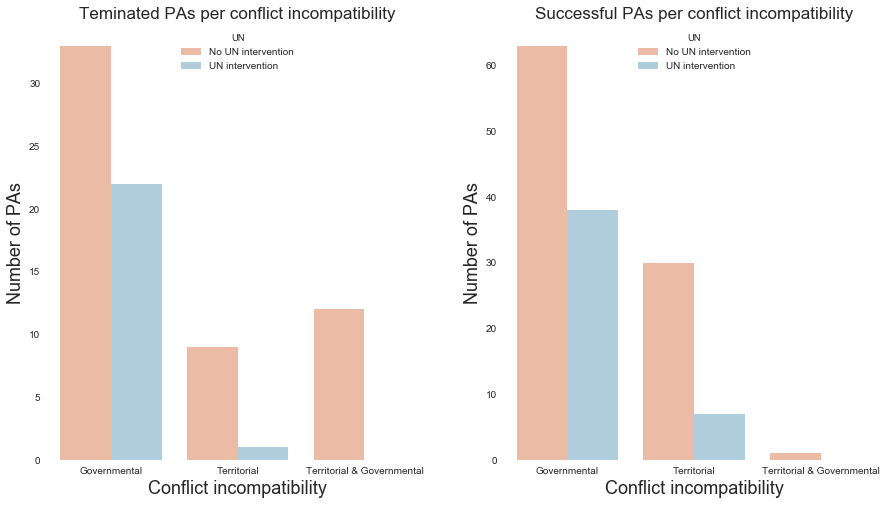 Teminated PAs per conflict incompatibility
UN
No UN intervention
UN intervention
Number of PAs
30
25
20
15
10
5
0
Governmental
Territorial
Territorial & Governmental
Conflict incompatibility
Successful PAs per conflict incompatibility
UN
No UN intervention
UN intervention
Number of PAs
60
50
40
30
20
10
0
Governmental
Territorial
Territorial & Governmental
Conflict incompatibility